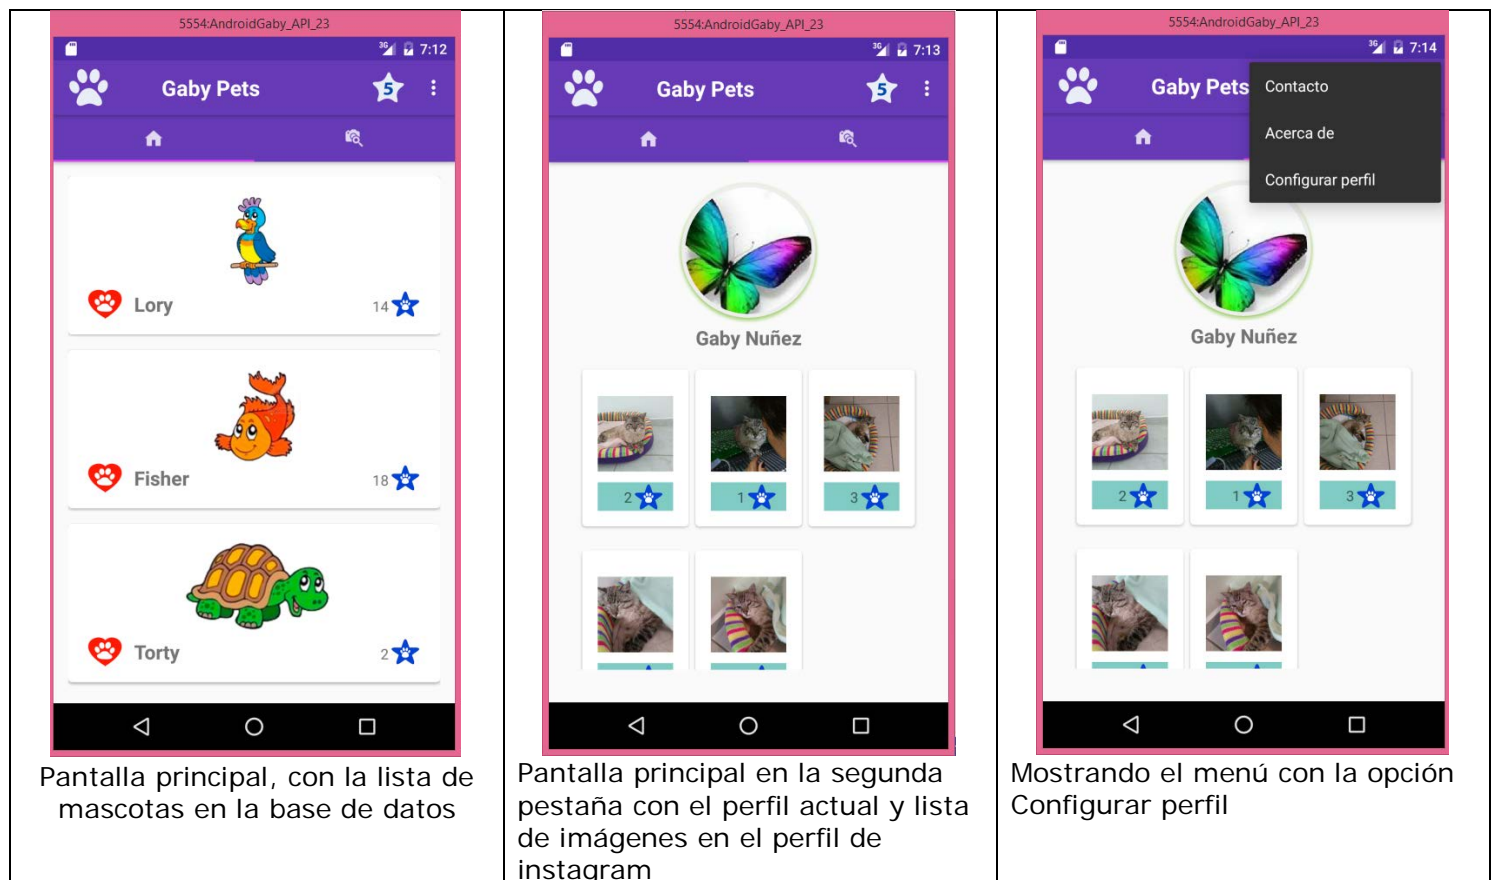 5554:AndroidGaby_API_23
3G 7:12
Gaby Pets
5
Lory
14
Fisher
18
Torty
2
Pantalla principal, con la lista de
mascotas en la base de datos
5554:AndroidGaby_API_23
3G 7:13
Gaby Pets
5
Gaby Nuñez
2
1
3
Pantalla principal en la segunda
pestaña con el perfil actual y lista
de imágenes en el perfil de
instagram
5554:AndroidGaby_API_23
3G 7:14
Gaby Pets
Contacto
Acerca de
Configurar perfil
Gaby Nuñez
2
1
3
Mostrando el menú con la opción
Configurar perfil